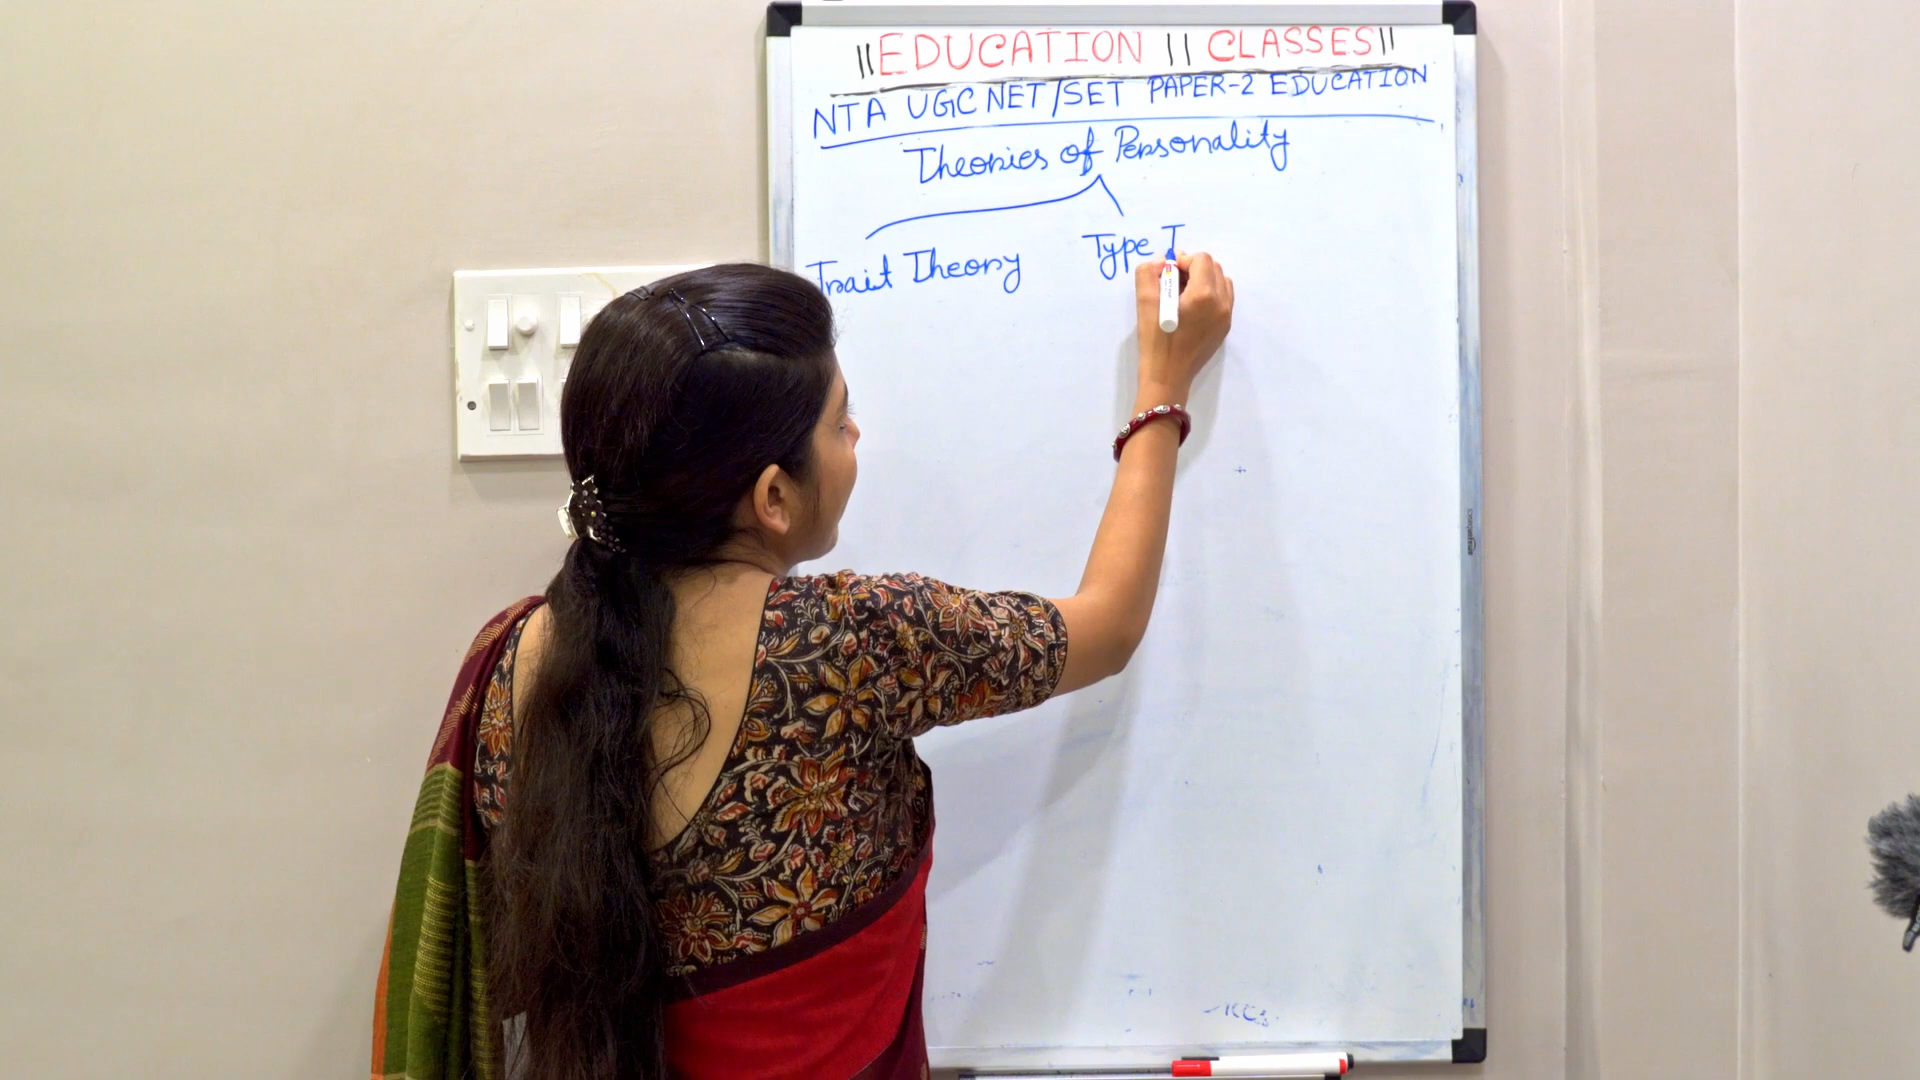 ||EDUCATION || CLASSES||
NTA UGC NET/SET PAPER-2 EDUCATION
Theories of Personality
Trait Theory
Type T